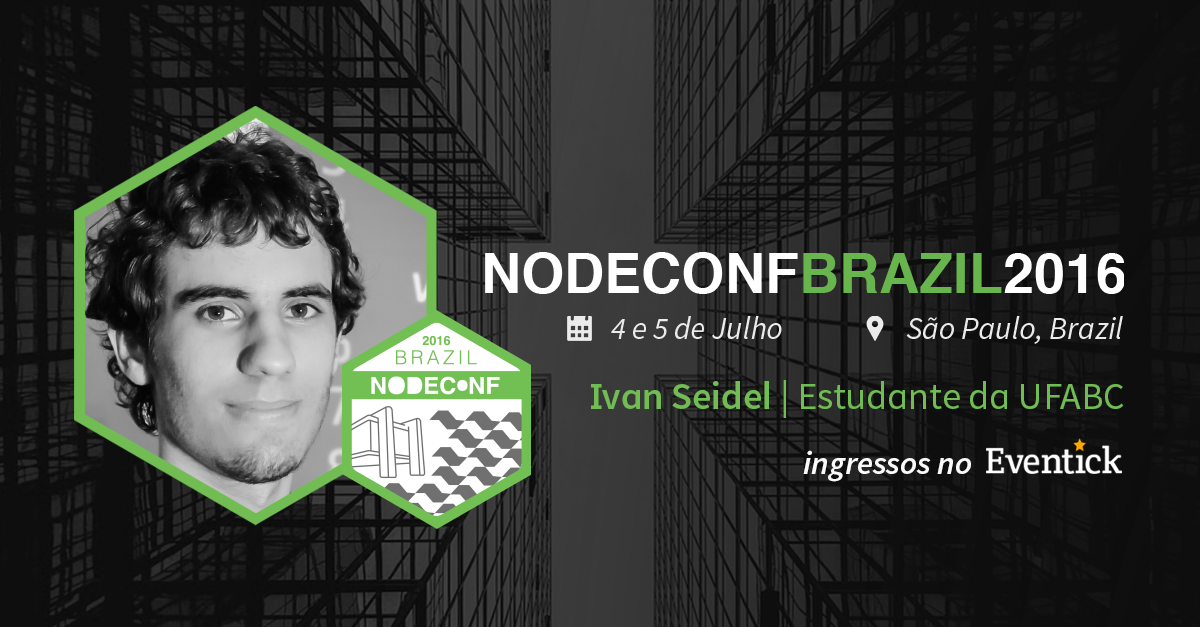 NODECONFBRAZIL2016
4 e 5 de Julho
São Paulo, Brazil
Ivan Seidel | Estudante da UFABC
ingressos no Eventick
2016
BRAZIL
NODECONF